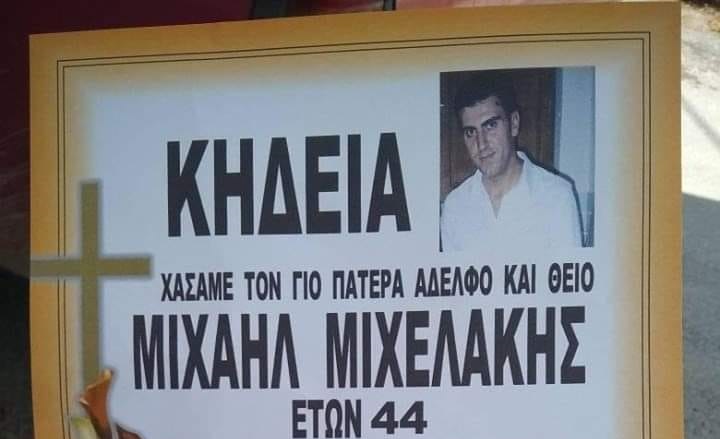 ΚΗΔΕΙΑ
ΧΑΣΑΜΕ ΤΟΝ ΓΙΟ ΠΑΤΕΡΑ ΑΔΕΛΦΟ ΚΑΙ ΘΕΙΟ
ΜΙΧΑΗΛ ΜΙΧΕΛΑΚΗΣ
ΕΤΩΝ 44